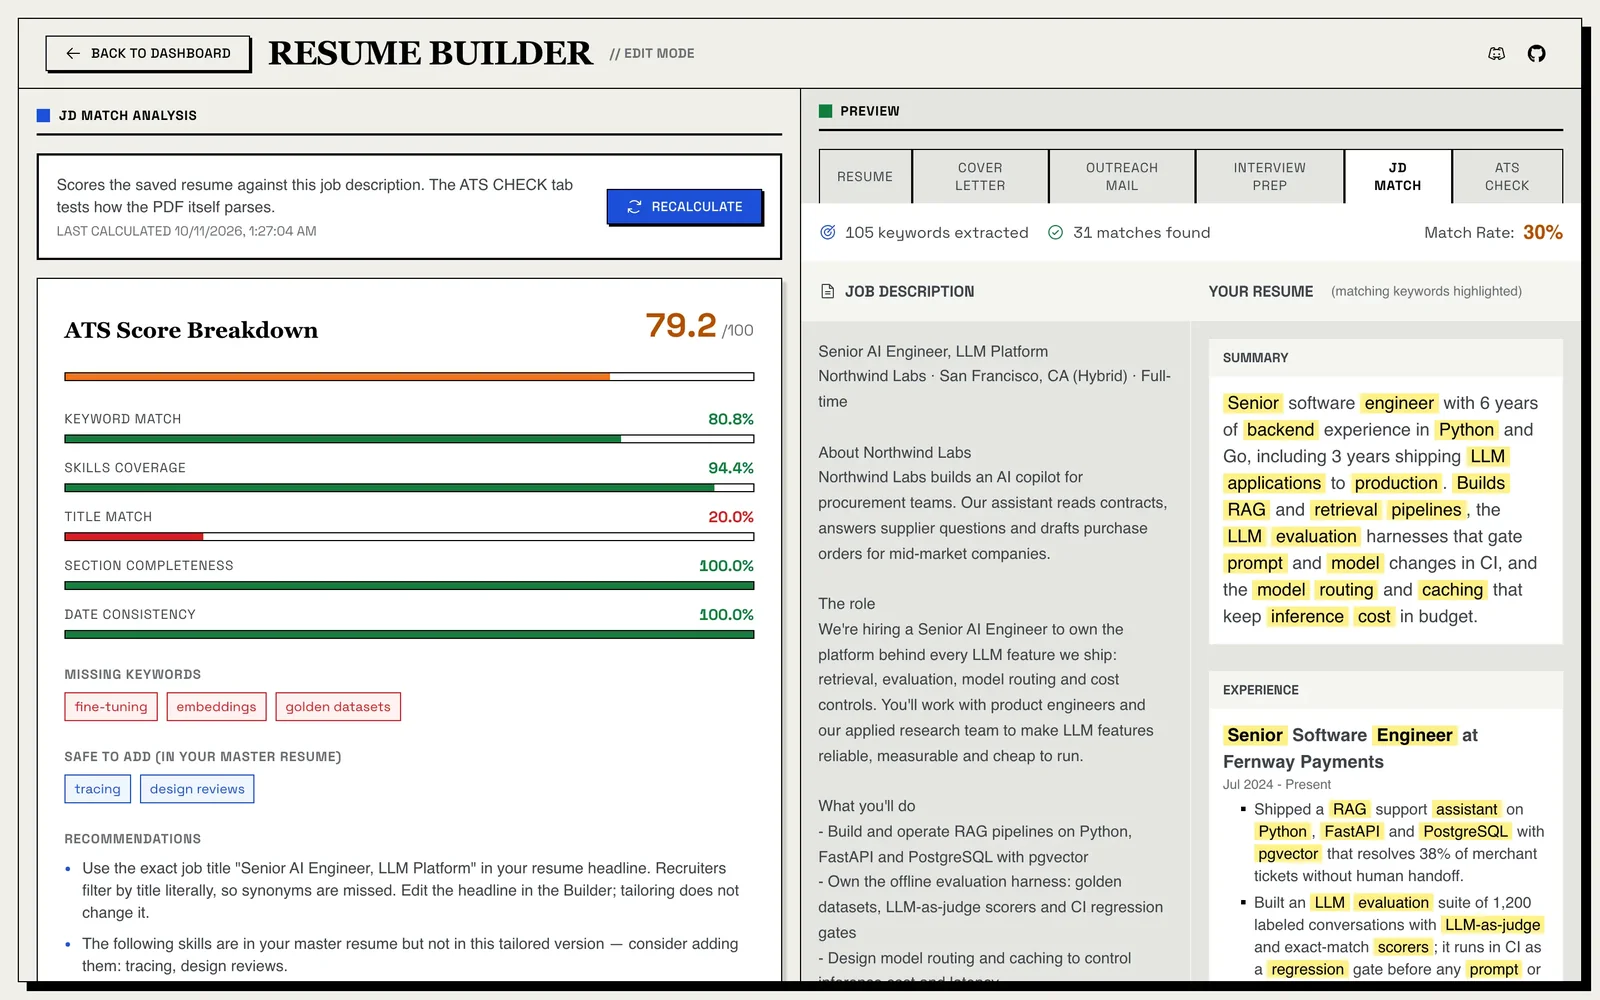 BACK TO DASHBOARD
RESUME BUILDER
// EDIT MODE
JD MATCH ANALYSIS
Scores the saved resume against this job description. The ATS CHECK tab
tests how the PDF itself parses.
LAST CALCULATED 10/11/2026, 1:27:04 AM
RECALCULATE
ATS Score Breakdown
79.2 /100
KEYWORD MATCH 80.8%
SKILLS COVERAGE 94.4%
TITLE MATCH 20.0%
SECTION COMPLETENESS 100.0%
DATE CONSISTENCY 100.0%
MISSING KEYWORDS
fine-tuning embeddings golden datasets
SAFE TO ADD (IN YOUR MASTER RESUME)
tracing design reviews
RECOMMENDATIONS
• Use the exact job title "Senior AI Engineer, LLM Platform" in your resume headline. Recruiters
filter by title literally, so synonyms are missed. Edit the headline in the Builder; tailoring does not
change it.
• The following skills are in your master resume but not in this tailored version — consider adding
them: tracing, design reviews.
PREVIEW
RESUME
COVER
LETTER
OUTREACH
MAIL
INTERVIEW
PREP
JD
MATCH
ATS
CHECK
105 keywords extracted 31 matches found Match Rate: 30%
JOB DESCRIPTION
Senior AI Engineer, LLM Platform
Northwind Labs · San Francisco, CA (Hybrid) · Full-
time
About Northwind Labs
Northwind Labs builds an AI copilot for
procurement teams. Our assistant reads contracts,
answers supplier questions and drafts purchase
orders for mid-market companies.
The role
We're hiring a Senior AI Engineer to own the
platform behind every LLM feature we ship:
retrieval, evaluation, model routing and cost
controls. You'll work with product engineers and
our applied research team to make LLM features
reliable, measurable and cheap to run.
What you'll do
- Build and operate RAG pipelines on Python,
FastAPI and PostgreSQL with pgvector
- Own the offline evaluation harness: golden
datasets, LLM-as-judge scorers and CI regression
gates
- Design model routing and caching to control
inference cost and latency
YOUR RESUME (matching keywords highlighted)
SUMMARY
Senior software engineer with 6 years
of backend experience in Python and
Go, including 3 years shipping LLM
applications to production . Builds
RAG and retrieval pipelines , the
LLM evaluation harnesses that gate
prompt and model changes in CI, and
the model routing and caching that
keep inference cost in budget.
EXPERIENCE
Senior Software Engineer at
Fernway Payments
Jul 2024 - Present
▪ Shipped a RAG support assistant on
Python , FastAPI and PostgreSQL with
pgvector that resolves 38% of merchant
tickets without human handoff.
▪ Built an LLM evaluation suite of 1,200
labeled conversations with LLM-as-judge
and exact-match scorers ; it runs in CI as
a regression gate before any prompt or